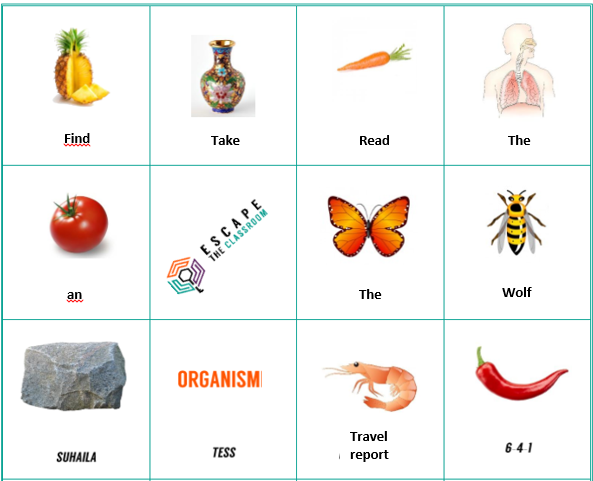 Find
Take
Read
The
an
ESCAPE
THE CLASSROOM
The
Wolf
ORGANISM
SUHAILA
TESS
Travel
report
6-4-1